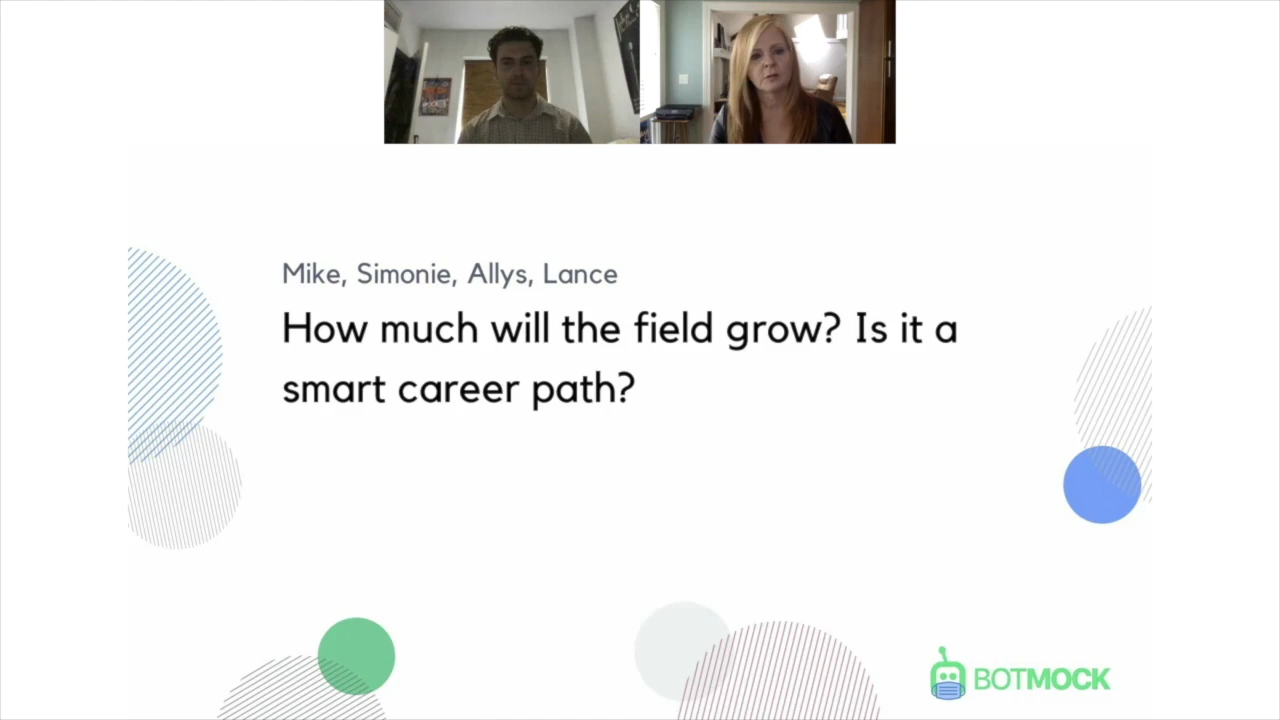 Mike, Simonie, Allys, Lance
How much will the field grow? Is it a
smart career path?
BOTMOCK